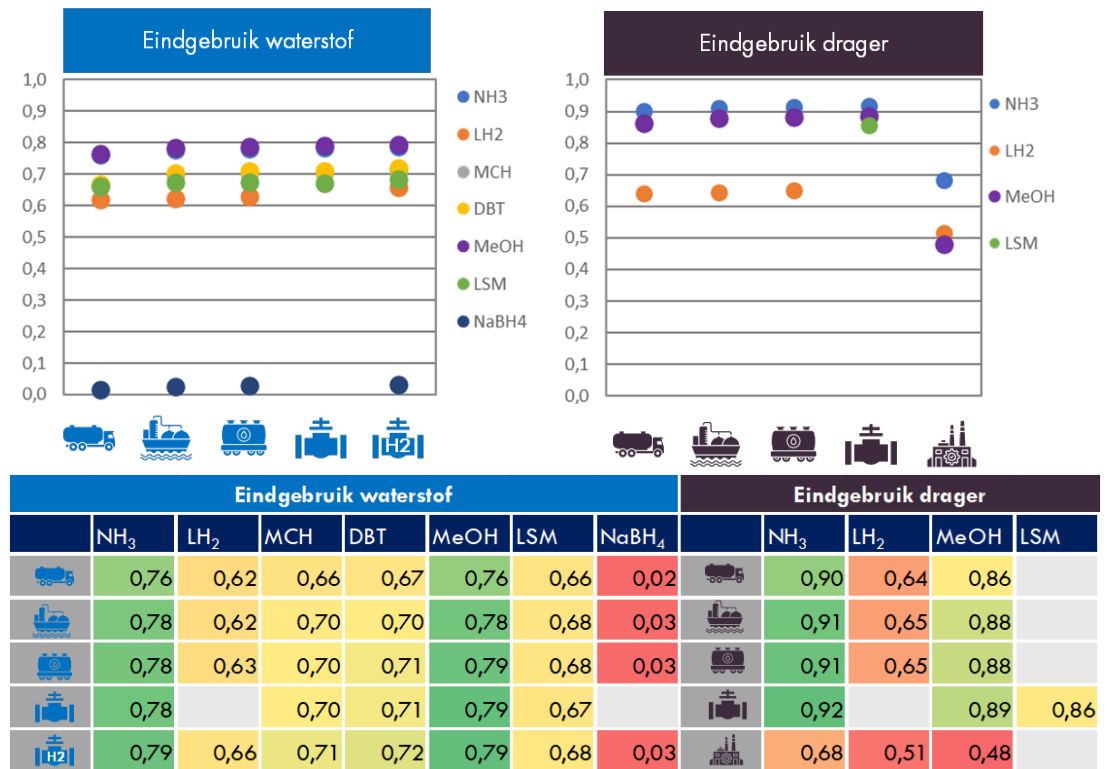 Eindgebruik waterstof
1,0
0,9
0,8
0,7
0,6
0,5
0,4
0,3
0,2
0,1
0,0
NH3
LH2
MCH
DBT
MeOH
LSM
NaBH4
H2
Eindgebruik drager
1,0
0,9
0,8
0,7
0,6
0,5
0,4
0,3
0,2
0,1
0,0
NH3
LH2
MeOH
LSM
Eindgebruik waterstof Eindgebruik drager
NH₃ LH₂ MCH DBT MeOH LSM NaBH₄ NH₃ LH₂ MeOH LSM
0,76 0,62 0,66 0,67 0,76 0,66 0,02 0,90 0,64 0,86
0,78 0,62 0,70 0,70 0,78 0,68 0,03 0,91 0,65 0,88
0,78 0,63 0,70 0,71 0,79 0,68 0,03 0,91 0,65 0,88
0,78 0,70 0,71 0,79 0,67 0,92 0,89 0,86
H2 0,79 0,66 0,71 0,72 0,79 0,68 0,03 0,68 0,51 0,48